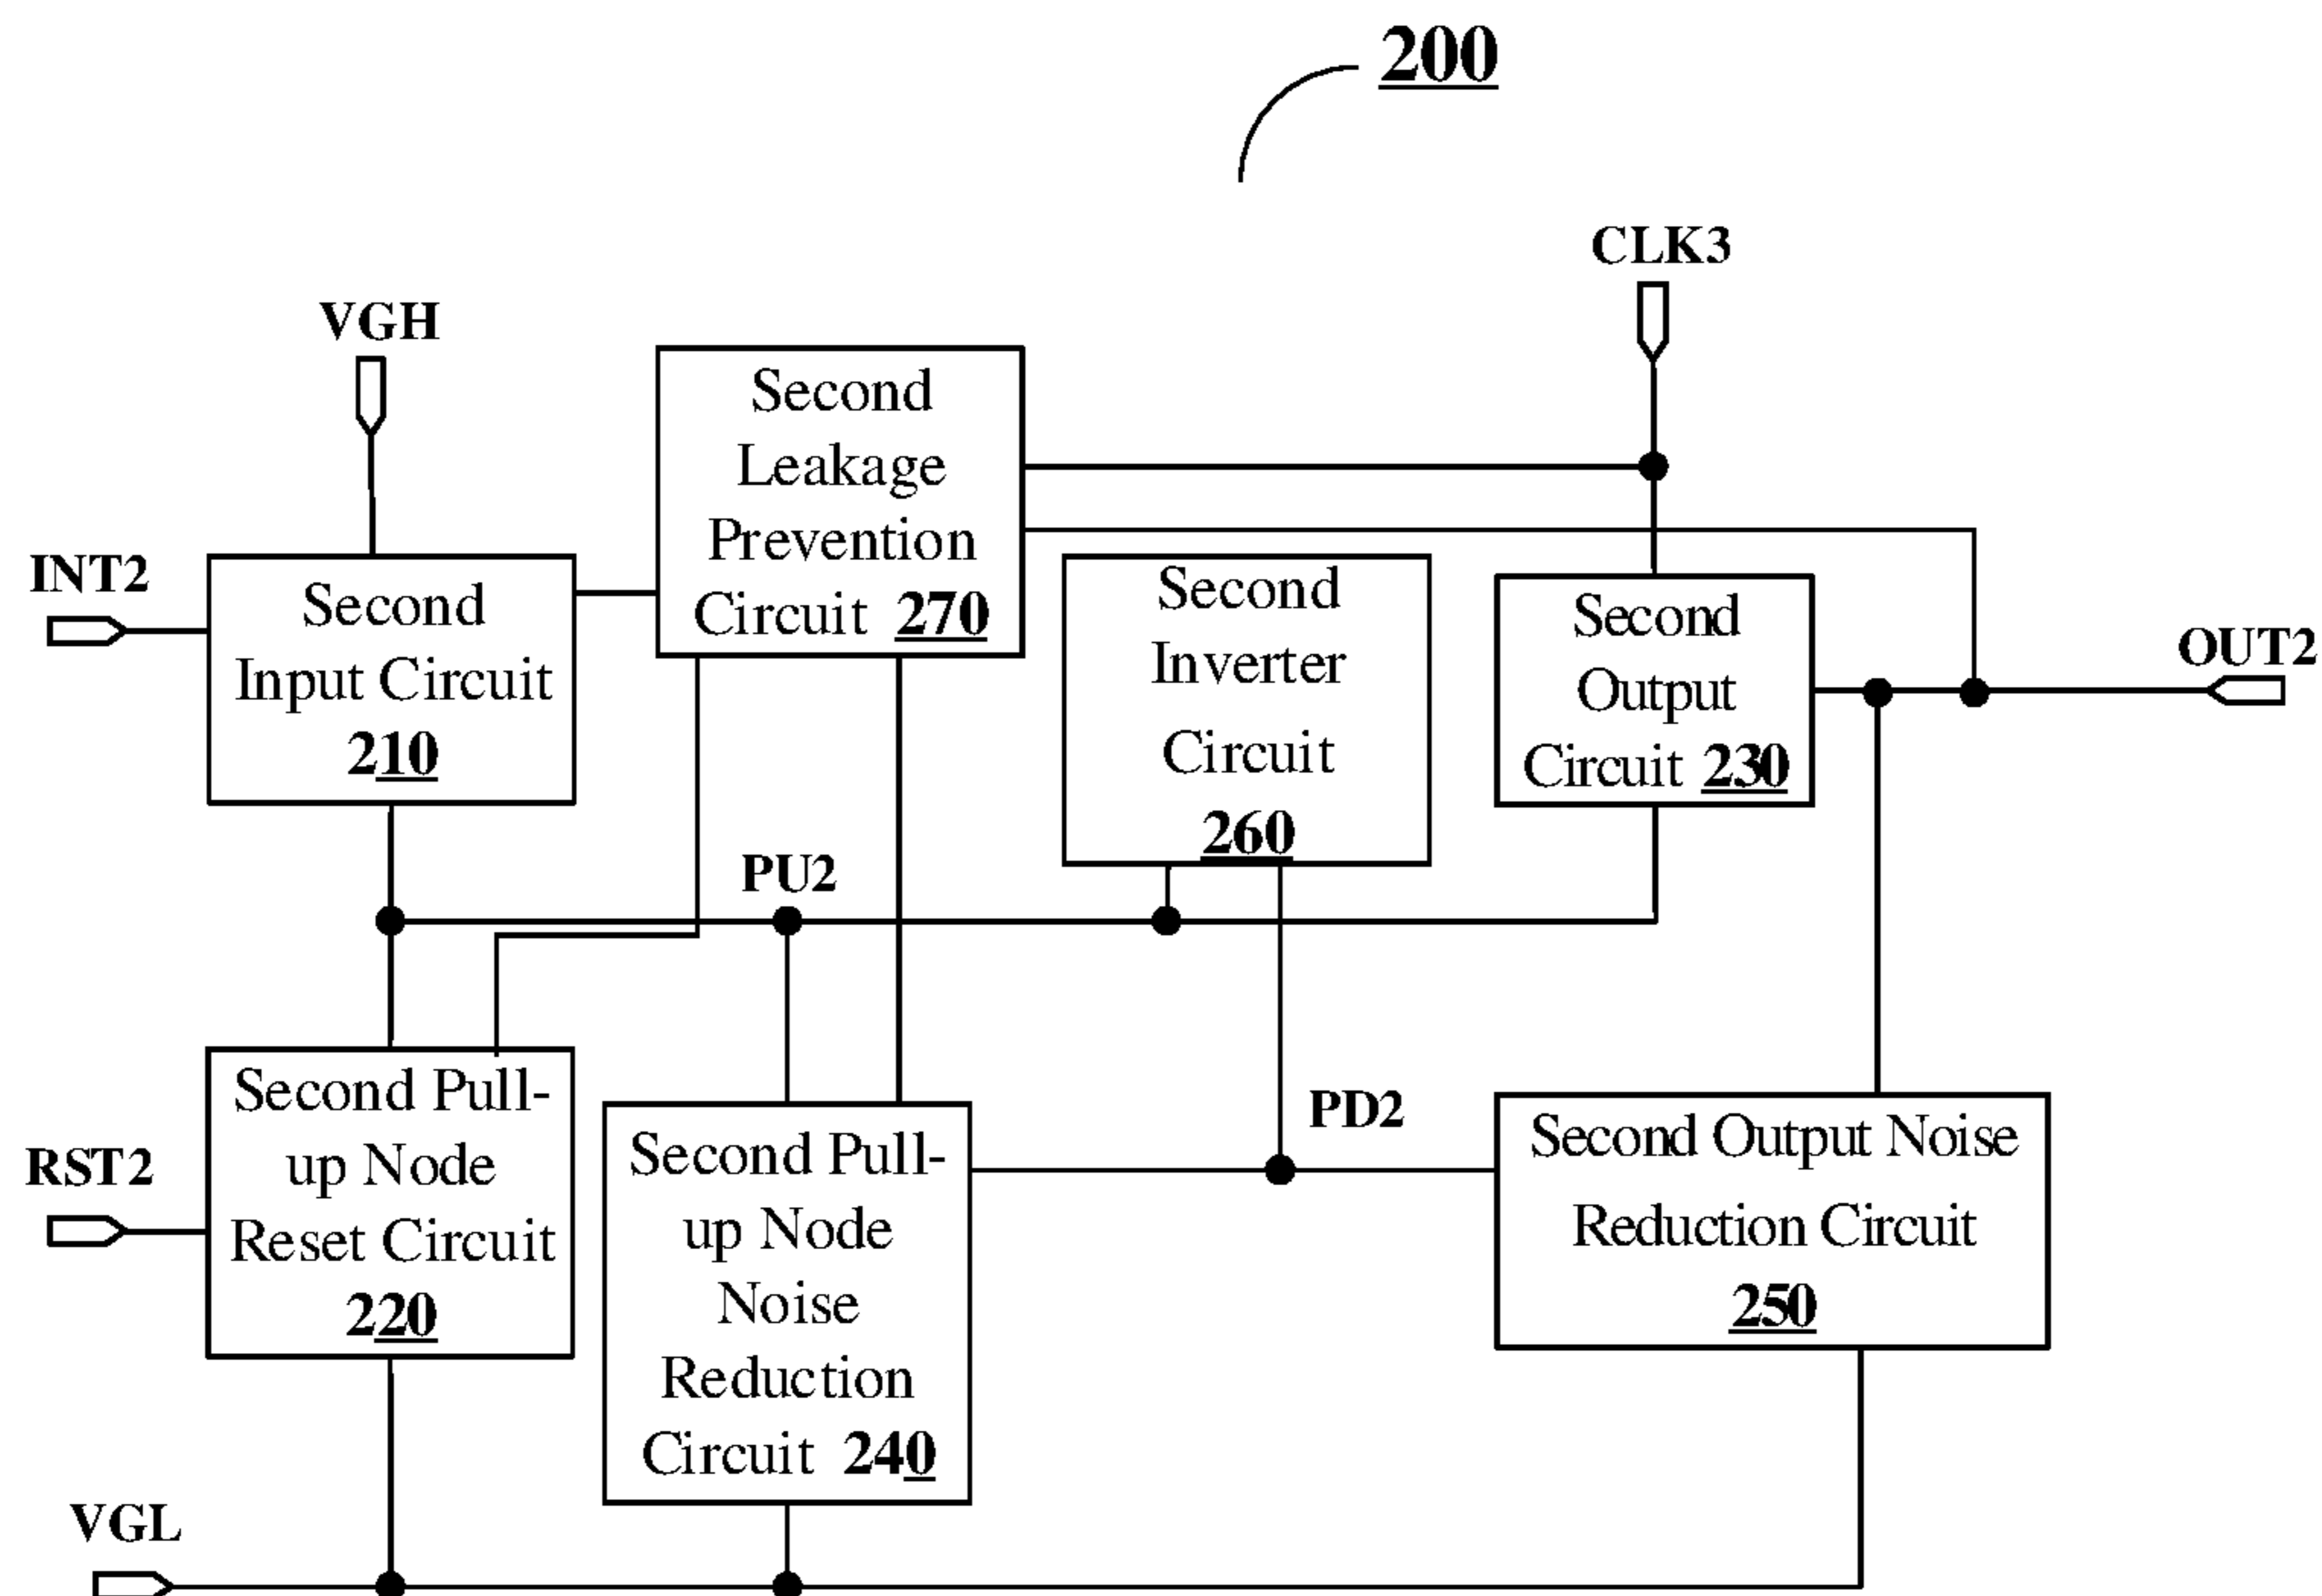 200
CLK3
VGH
Second
Leakage
Prevention
Circuit 270
INT2
Second
Input Circuit
210
Second
Inverter
Circuit
260
Second
Output
Circuit 230
OUT2
PU2
Second Pull-
up Node
Reset Circuit
220
RST2
Second Pull-
up Node
Noise
Reduction
Circuit 240
PD2
Second Output Noise
Reduction Circuit
250
VGL